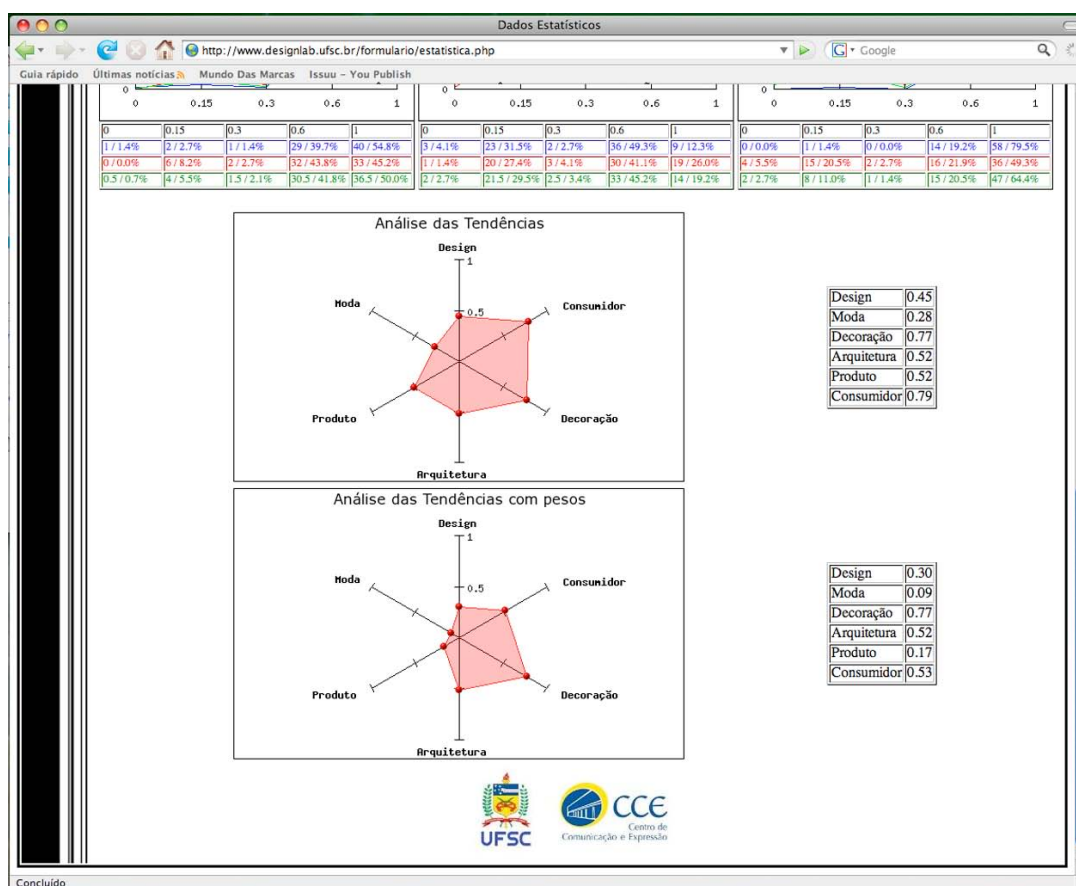 Dados Estatísticos
http://www.designlab.ufsc.br/formulario/estatistica.php
Google
Guia rápido Últimas notícias Mundo Das Marcas Issuu – You Publish
0 0 0
0 0.15 0.3 0.6 1 0 0.15 0.3 0.6 1 0 0.15 0.3 0.6 1
0 0.15 0.3 0.6 1 0 0.15 0.3 0.6 1 0 0.15 0.3 0.6 1
1 / 1.4% 2 / 2.7% 1 / 1.4% 29 / 39.7% 40 / 54.8% 3 / 4.1% 23 / 31.5% 2 / 2.7% 36 / 49.3% 9 / 12.3% 0 / 0.0% 1 / 1.4% 0 / 0.0% 14 / 19.2% 58 / 79.5%
0 / 0.0% 6 / 8.2% 2 / 2.7% 32 / 43.8% 33 / 45.2% 1 / 1.4% 20 / 27.4% 3 / 4.1% 30 / 41.1% 19 / 26.0% 4 / 5.5% 15 / 20.5% 2 / 2.7% 16 / 21.9% 36 / 49.3%
0.5 / 0.7% 4 / 5.5% 1.5 / 2.1% 30.5 / 41.8% 36.5 / 50.0% 2 / 2.7% 21.5 / 29.5% 2.5 / 3.4% 33 / 45.2% 14 / 19.2% 2 / 2.7% 8 / 11.0% 1 / 1.4% 15 / 20.5% 47 / 64.4%
Análise das Tendências
Design
1
Moda
0.5
Consumidor
Produto
Decoração
Arquitetura
Design 0.45
Moda 0.28
Decoração 0.77
Arquitetura 0.52
Produto 0.52
Consumidor 0.79
Análise das Tendências com pesos
Design
1
Moda
0.5
Consumidor
Produto
Decoração
Arquitetura
Design 0.30
Moda 0.09
Decoração 0.77
Arquitetura 0.52
Produto 0.17
Consumidor 0.53
UFSC
CCE
Centro de
Comunicação e Expressão
Concluído